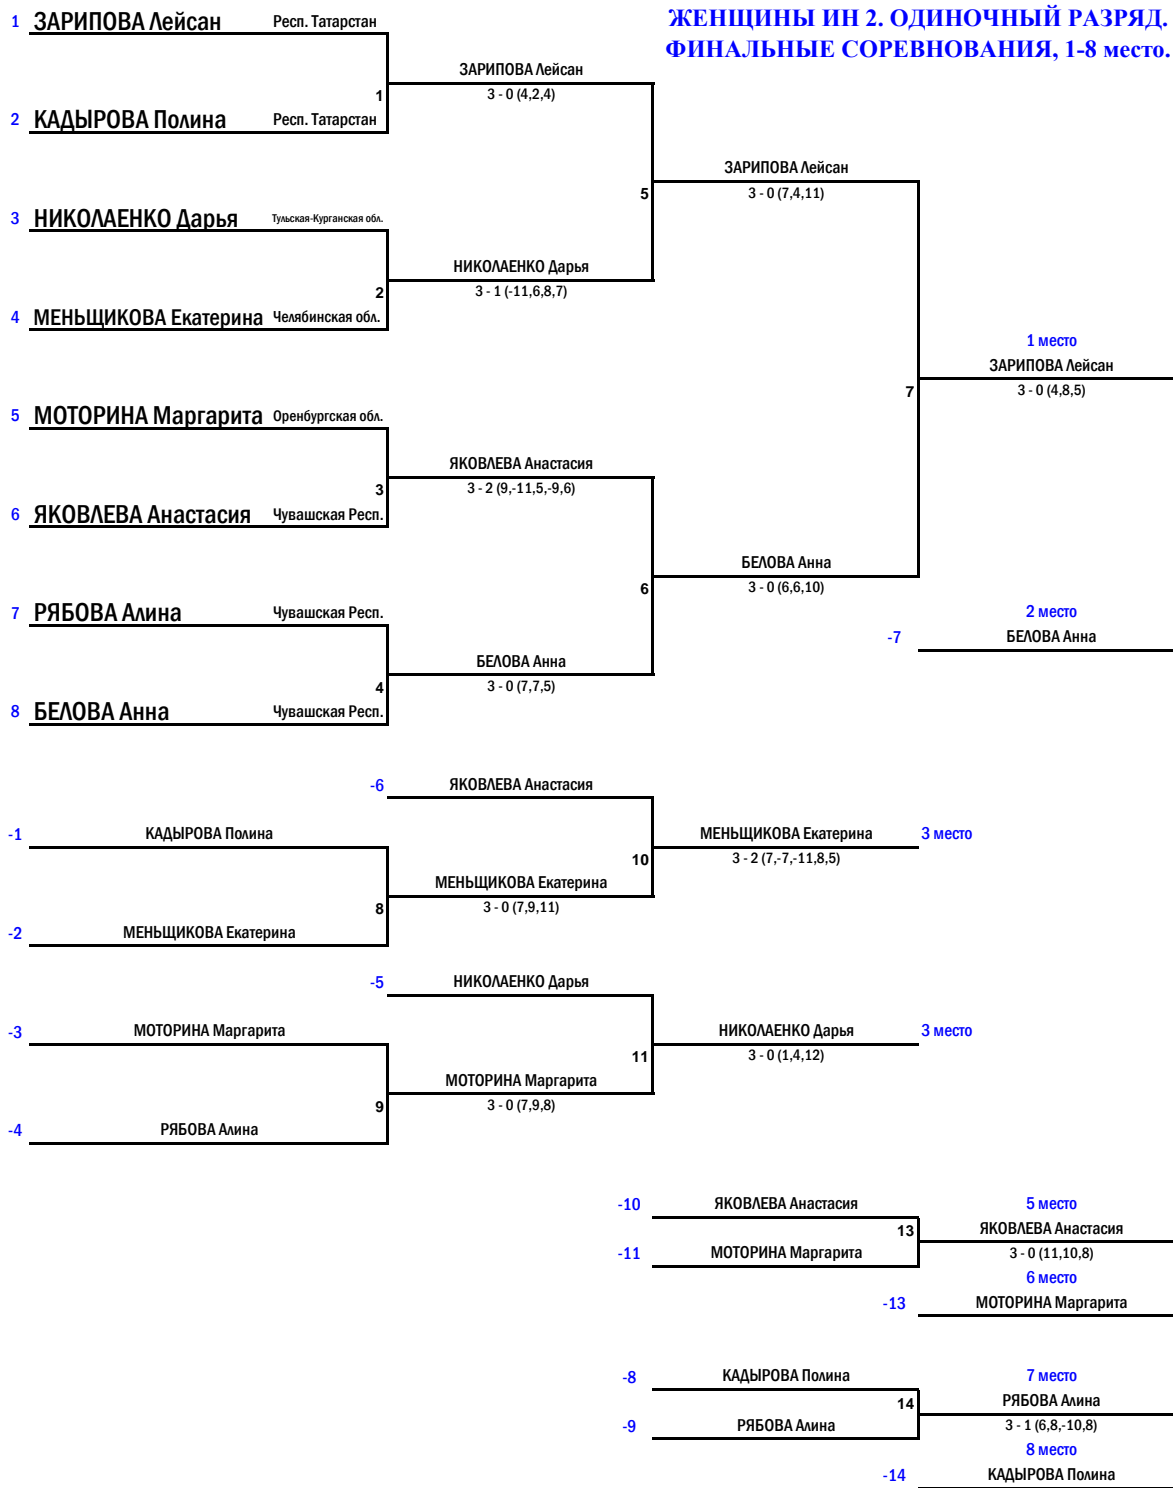 ЖЕНЩИНЫ ИН 2. ОДИНОЧНЫЙ РАЗРЯД.
ФИНАЛЬНЫЕ СОРЕВНОВАНИЯ, 1-8 место.
1 ЗАРИПОВА Лейсан Респ. Татарстан
ЗАРИПОВА Лейсан
1 3 - 0 (4,2,4)
2 КАДЫРОВА Полина Респ. Татарстан
ЗАРИПОВА Лейсан
5 3 - 0 (7,4,11)
3 НИКОЛАЕНКО Дарья Тульская-Курганская обл.
НИКОЛАЕНКО Дарья
2 3 - 1 (-11,6,8,7)
4 МЕНЬЩИКОВА Екатерина Челябинская обл.
1 место
ЗАРИПОВА Лейсан
7 3 - 0 (4,8,5)
5 МОТОРИНА Маргарита Оренбургская обл.
ЯКОВЛЕВА Анастасия
3 3 - 2 (9,-11,5,-9,6)
6 ЯКОВЛЕВА Анастасия Чувашская Респ.
БЕЛОВА Анна
6 3 - 0 (6,6,10)
7 РЯБОВА Алина Чувашская Респ.
2 место
-7 БЕЛОВА Анна
БЕЛОВА Анна
4 3 - 0 (7,7,5)
8 БЕЛОВА Анна Чувашская Респ.
-6 ЯКОВЛЕВА Анастасия
-1 КАДЫРОВА Полина
МЕНЬЩИКОВА Екатерина 3 место
10 3 - 2 (7,-7,-11,8,5)
МЕНЬЩИКОВА Екатерина
8 3 - 0 (7,9,11)
-2 МЕНЬЩИКОВА Екатерина
-5 НИКОЛАЕНКО Дарья
-3 МОТОРИНА Маргарита
НИКОЛАЕНКО Дарья 3 место
11 3 - 0 (1,4,12)
МОТОРИНА Маргарита
9 3 - 0 (7,9,8)
-4 РЯБОВА Алина
-10 ЯКОВЛЕВА Анастасия 5 место
13 ЯКОВЛЕВА Анастасия
-11 МОТОРИНА Маргарита 3 - 0 (11,10,8)
6 место
-13 МОТОРИНА Маргарита
-8 КАДЫРОВА Полина 7 место
14 РЯБОВА Алина
-9 РЯБОВА Алина 3 - 1 (6,8,-10,8)
8 место
-14 КАДЫРОВА Полина